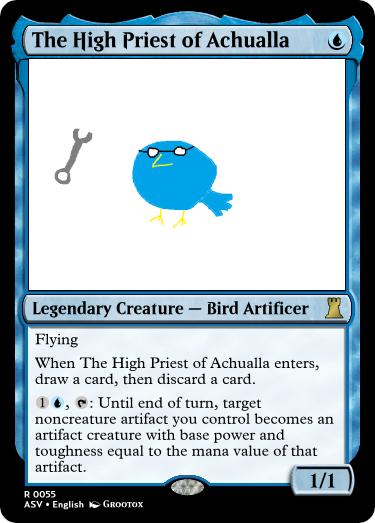 The High Priest of Achualla
Legendary Creature — Bird Artificer
Flying
When The High Priest of Achualla enters,
draw a card, then discard a card.
1 , : Until end of turn, target
noncreature artifact you control becomes an
artifact creature with base power and
toughness equal to the mana value of that
artifact.
1/1
R 0055
ASV • English Grootox